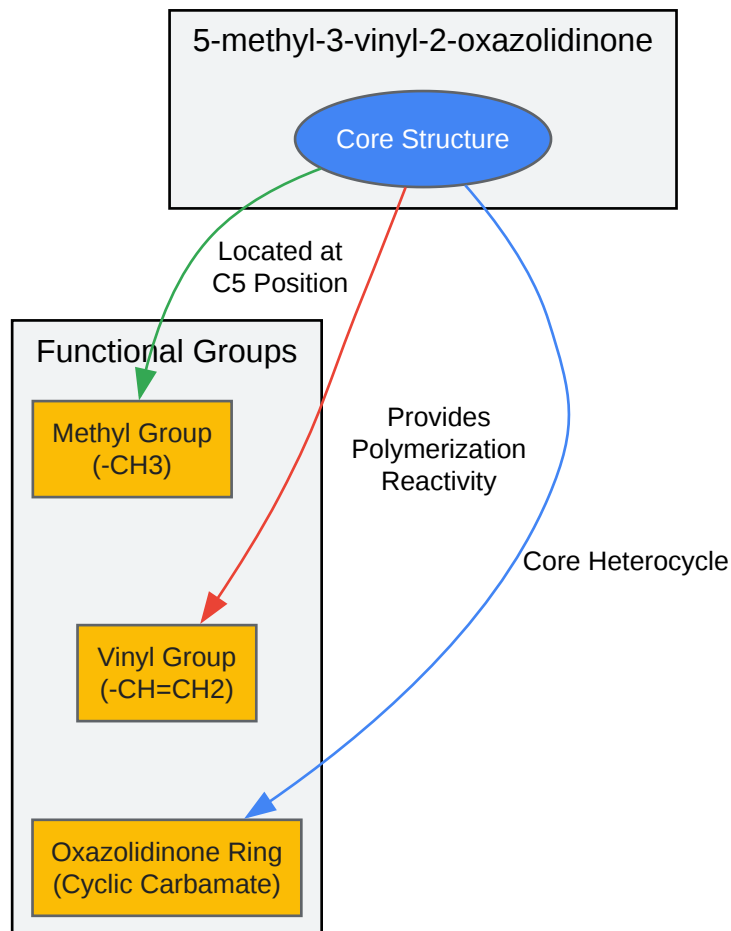 5-methyl-3-vinyl-2-oxazolidinone
Core Structure
Located at
C5 Position
Functional Groups
Methyl Group
(-CH3)
Provides
Polymerization
Reactivity
Core Heterocycle
Vinyl Group
(-CH=CH2)
Oxazolidinone Ring
(Cyclic Carbamate)